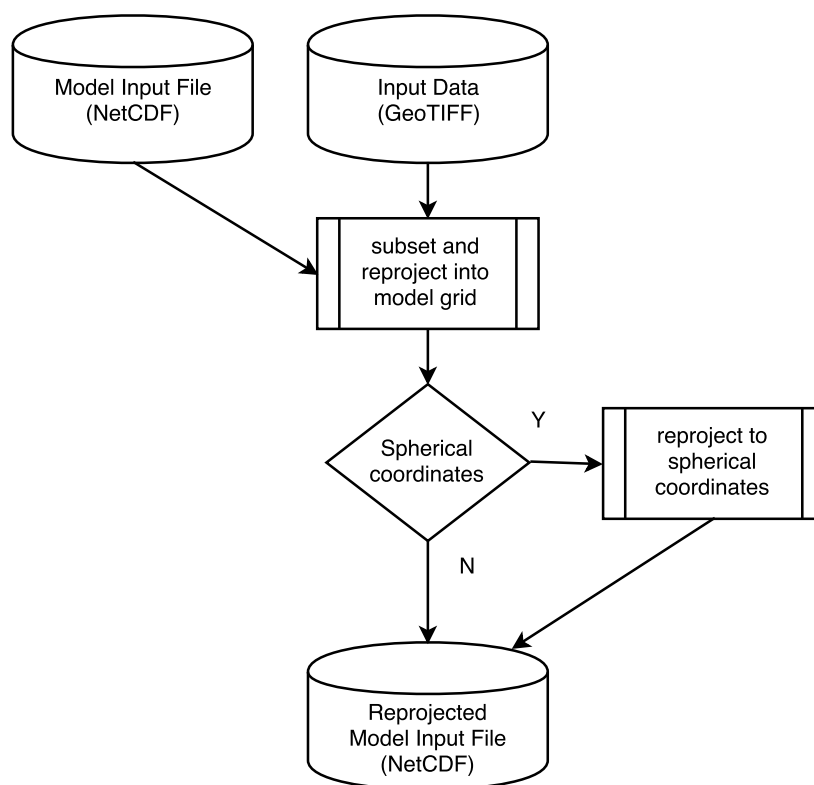 Model Input File
(NetCDF)
Input Data
(GeoTIFF)
subset and
reproject into
model grid
Spherical
coordinates
Y
reproject to
spherical
coordinates
N
Reprojected
Model Input File
(NetCDF)